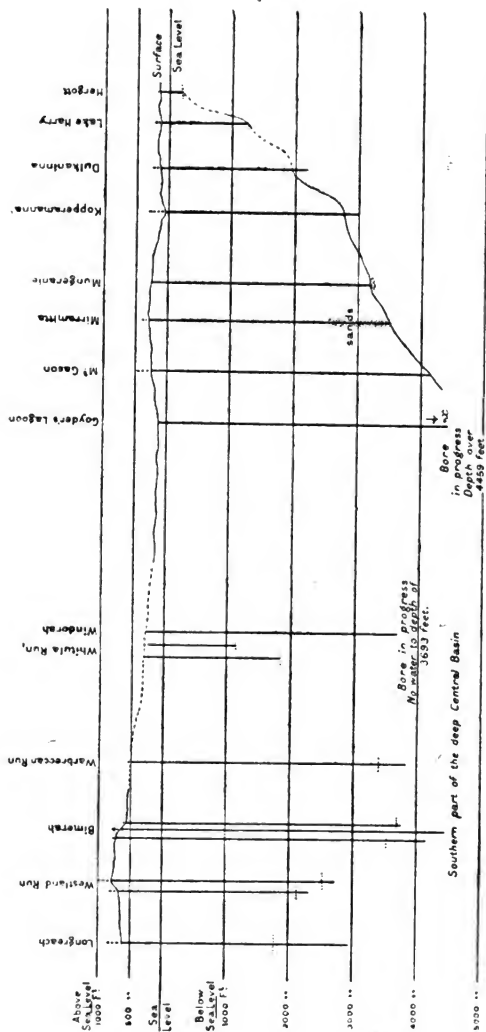 Hergott
Lake Harry
Dulkaninna
Kopperamanna
Mungeranie
Mirramitta
Mt Gason
Goyder's Lagoon
Windorah
Whitula Run,
Warbreccan Run
Bimerah
Westland Run
Longreach
Surface
Sea Level
sands
Bore
in progress
Depth over
4459 feet
Bore in progress
No water to depth of
3693 feet.
Southern part of the deep Central Basin
Above
Sea Level
1000 Ft
500 "
Sea
Level
Below
Sea Level
1000 Ft
2000 "
3000 "
4000 "
5000 "